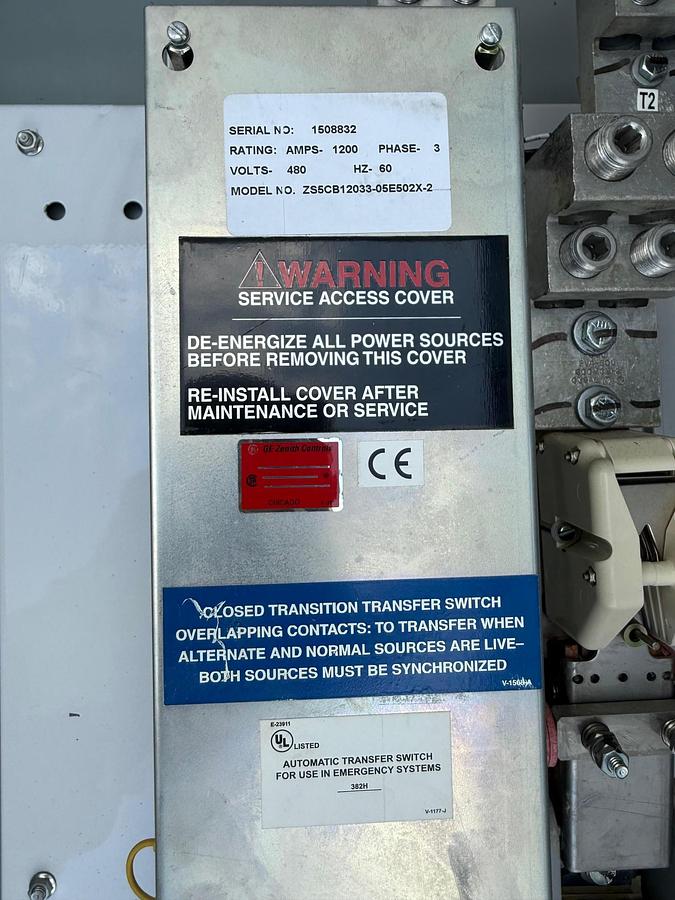 SERIAL NO: 1508832
RATING: AMPS- 1200 PHASE- 3
VOLTS- 480 HZ- 60
MODEL NO. ZS5CB12033-05E502X-2
T2
WARNING
SERVICE ACCESS COVER
DE-ENERGIZE ALL POWER SOURCES
BEFORE REMOVING THIS COVER
RE-INSTALL COVER AFTER
MAINTENANCE OR SERVICE
GE Zenith Controls
CHICAGO
CE
CLOSED TRANSITION TRANSFER SWITCH
OVERLAPPING CONTACTS: TO TRANSFER WHEN
ALTERNATE AND NORMAL SOURCES ARE LIVE–
BOTH SOURCES MUST BE SYNCHRONIZED
V-1568-A
E-23911
UL LISTED
AUTOMATIC TRANSFER SWITCH
FOR USE IN EMERGENCY SYSTEMS
382H
V-1177-J